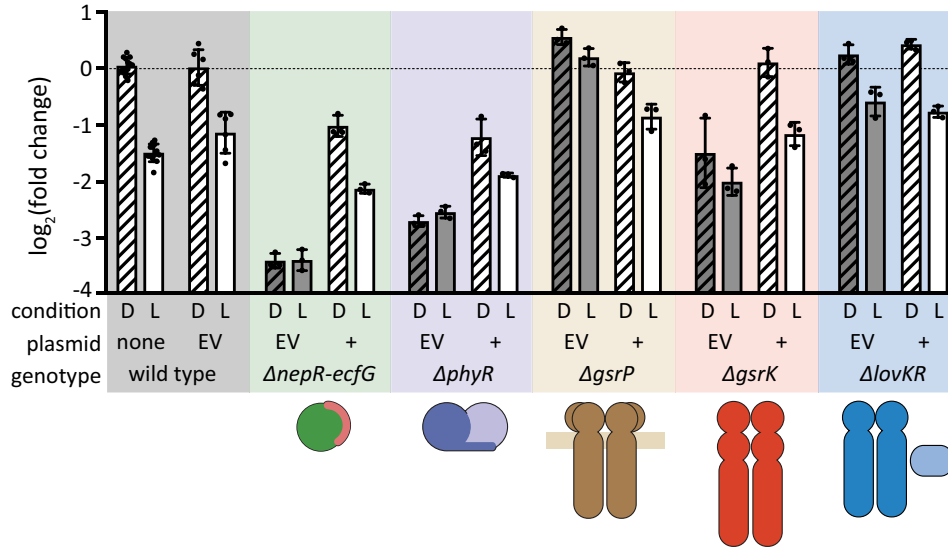 1
0
-1
-2
-3
-4
log2(fold change)
condition D L D L D L D L D L D L D L D L D L D L D L D L
plasmid none EV EV + EV + EV + EV + EV +
genotype wild type ΔnepR-ecfG ΔphyR ΔgsrP ΔgsrK ΔlovKR